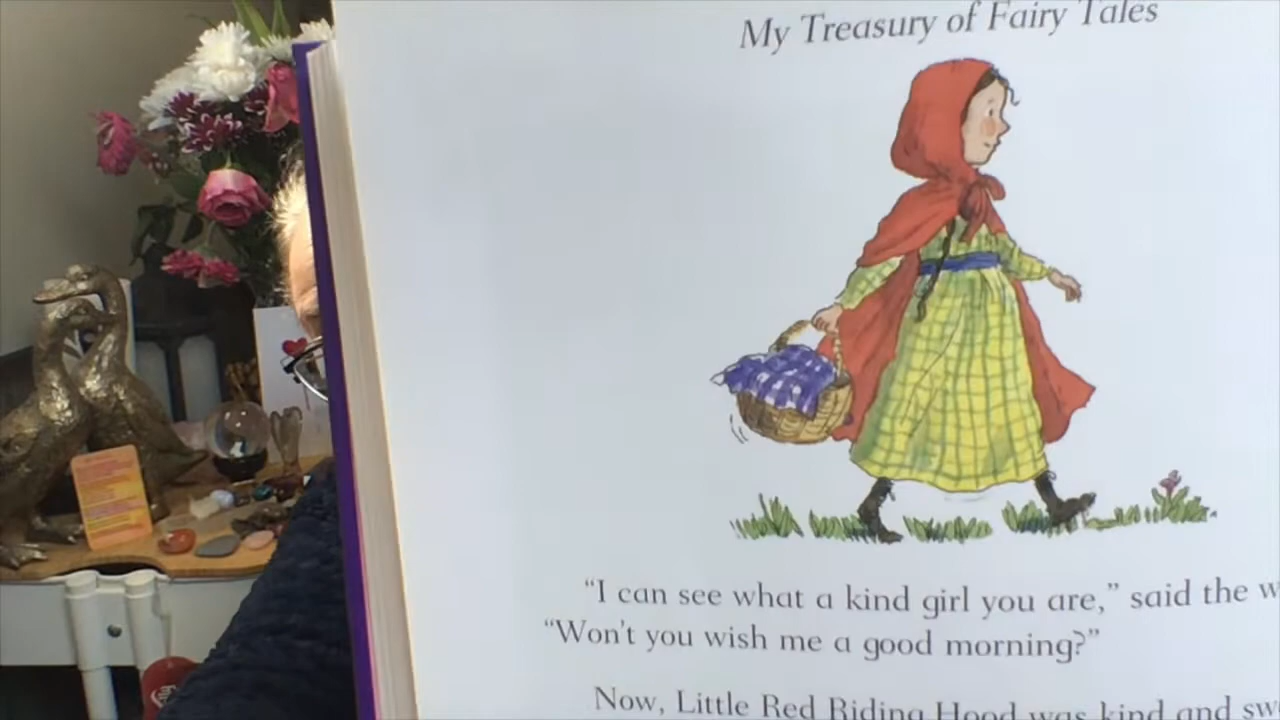 My Treasury of Fairy Tales
“I can see what a kind girl you are,” said the
“Won't you wish me a good morning?”
Now, Little Red Riding Hood was kind and